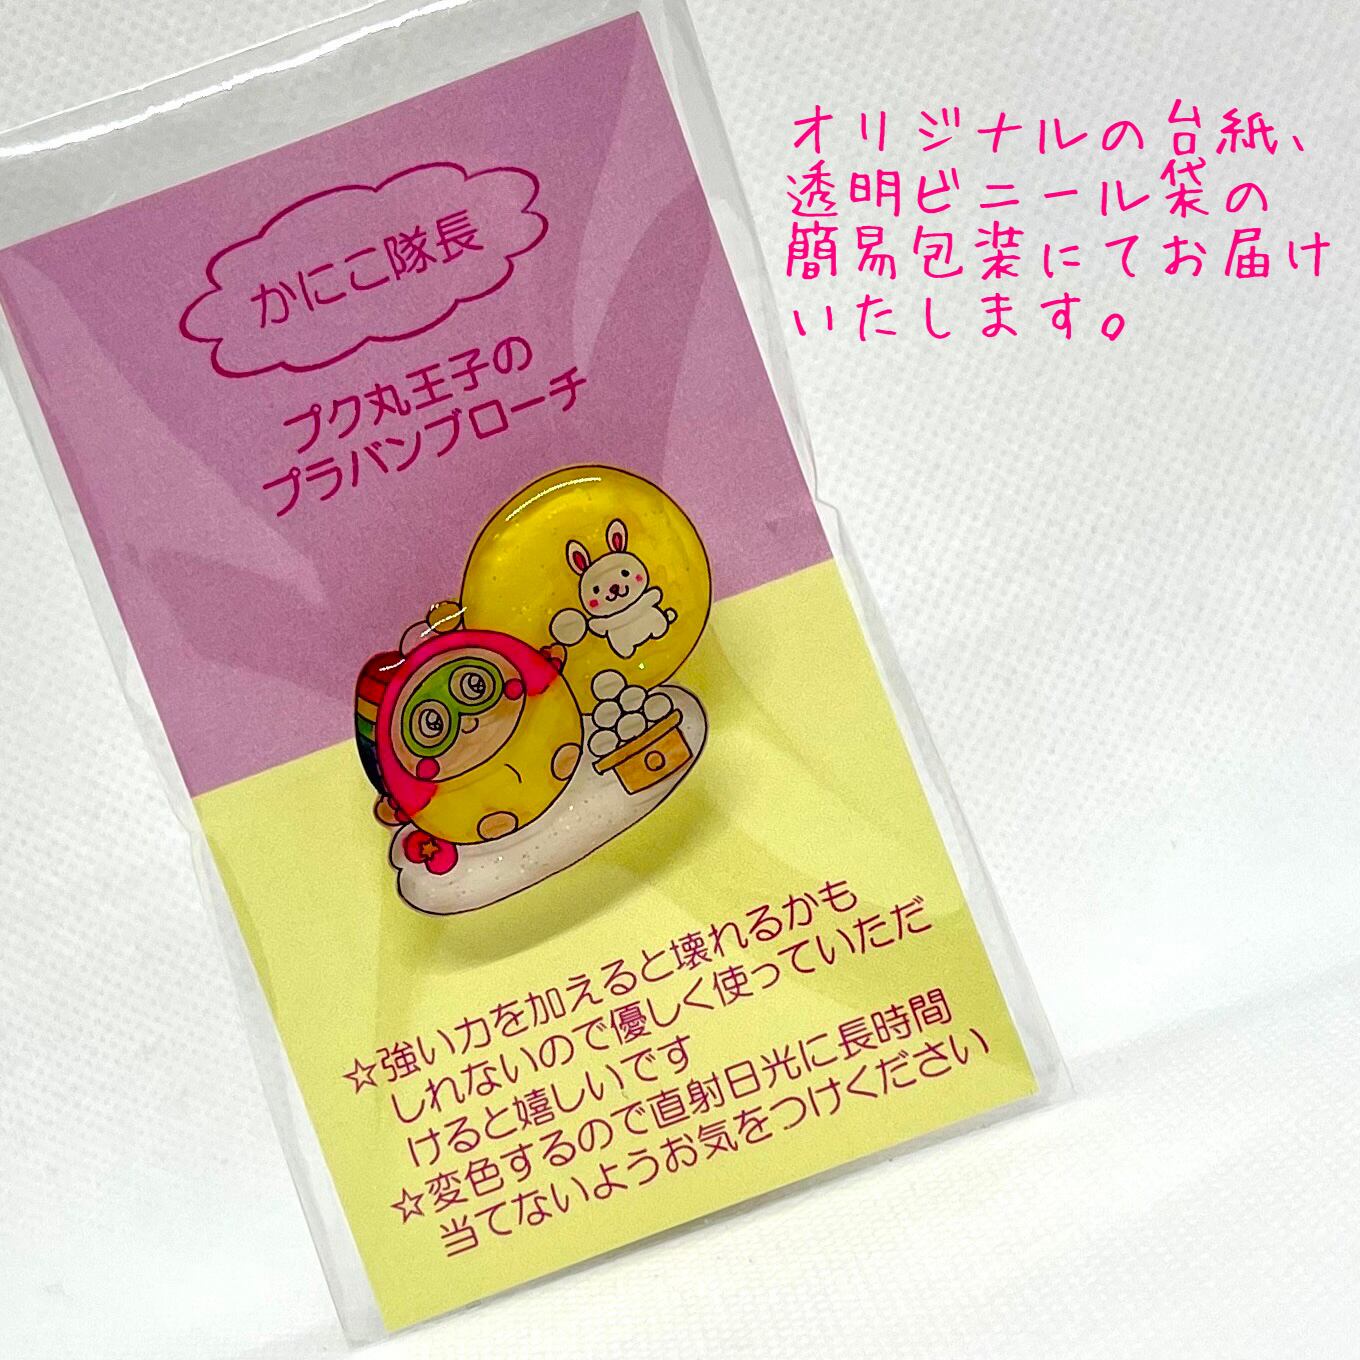 オリジナルの台紙、
透明ビニール袋の
簡易包装にてお届け
いたします。
かにこ隊長
プク丸王子の
プラバンブローチ
☆強い力を加えると壊れるかも
しれないので優しく使っていただ
けると嬉しいです
☆変色するので直射日光に長時間
当てないようお気をつけください